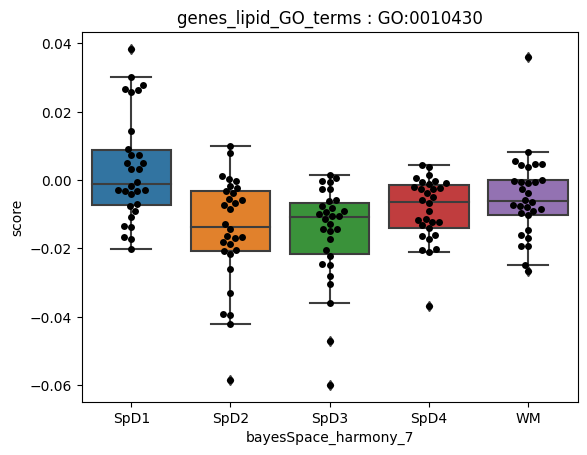 genes_lipid_GO_terms : GO:0010430
0.04
0.02
0.00
−0.02
−0.04
−0.06
score
SpD1 SpD2 SpD3 SpD4 WM
bayesSpace_harmony_7